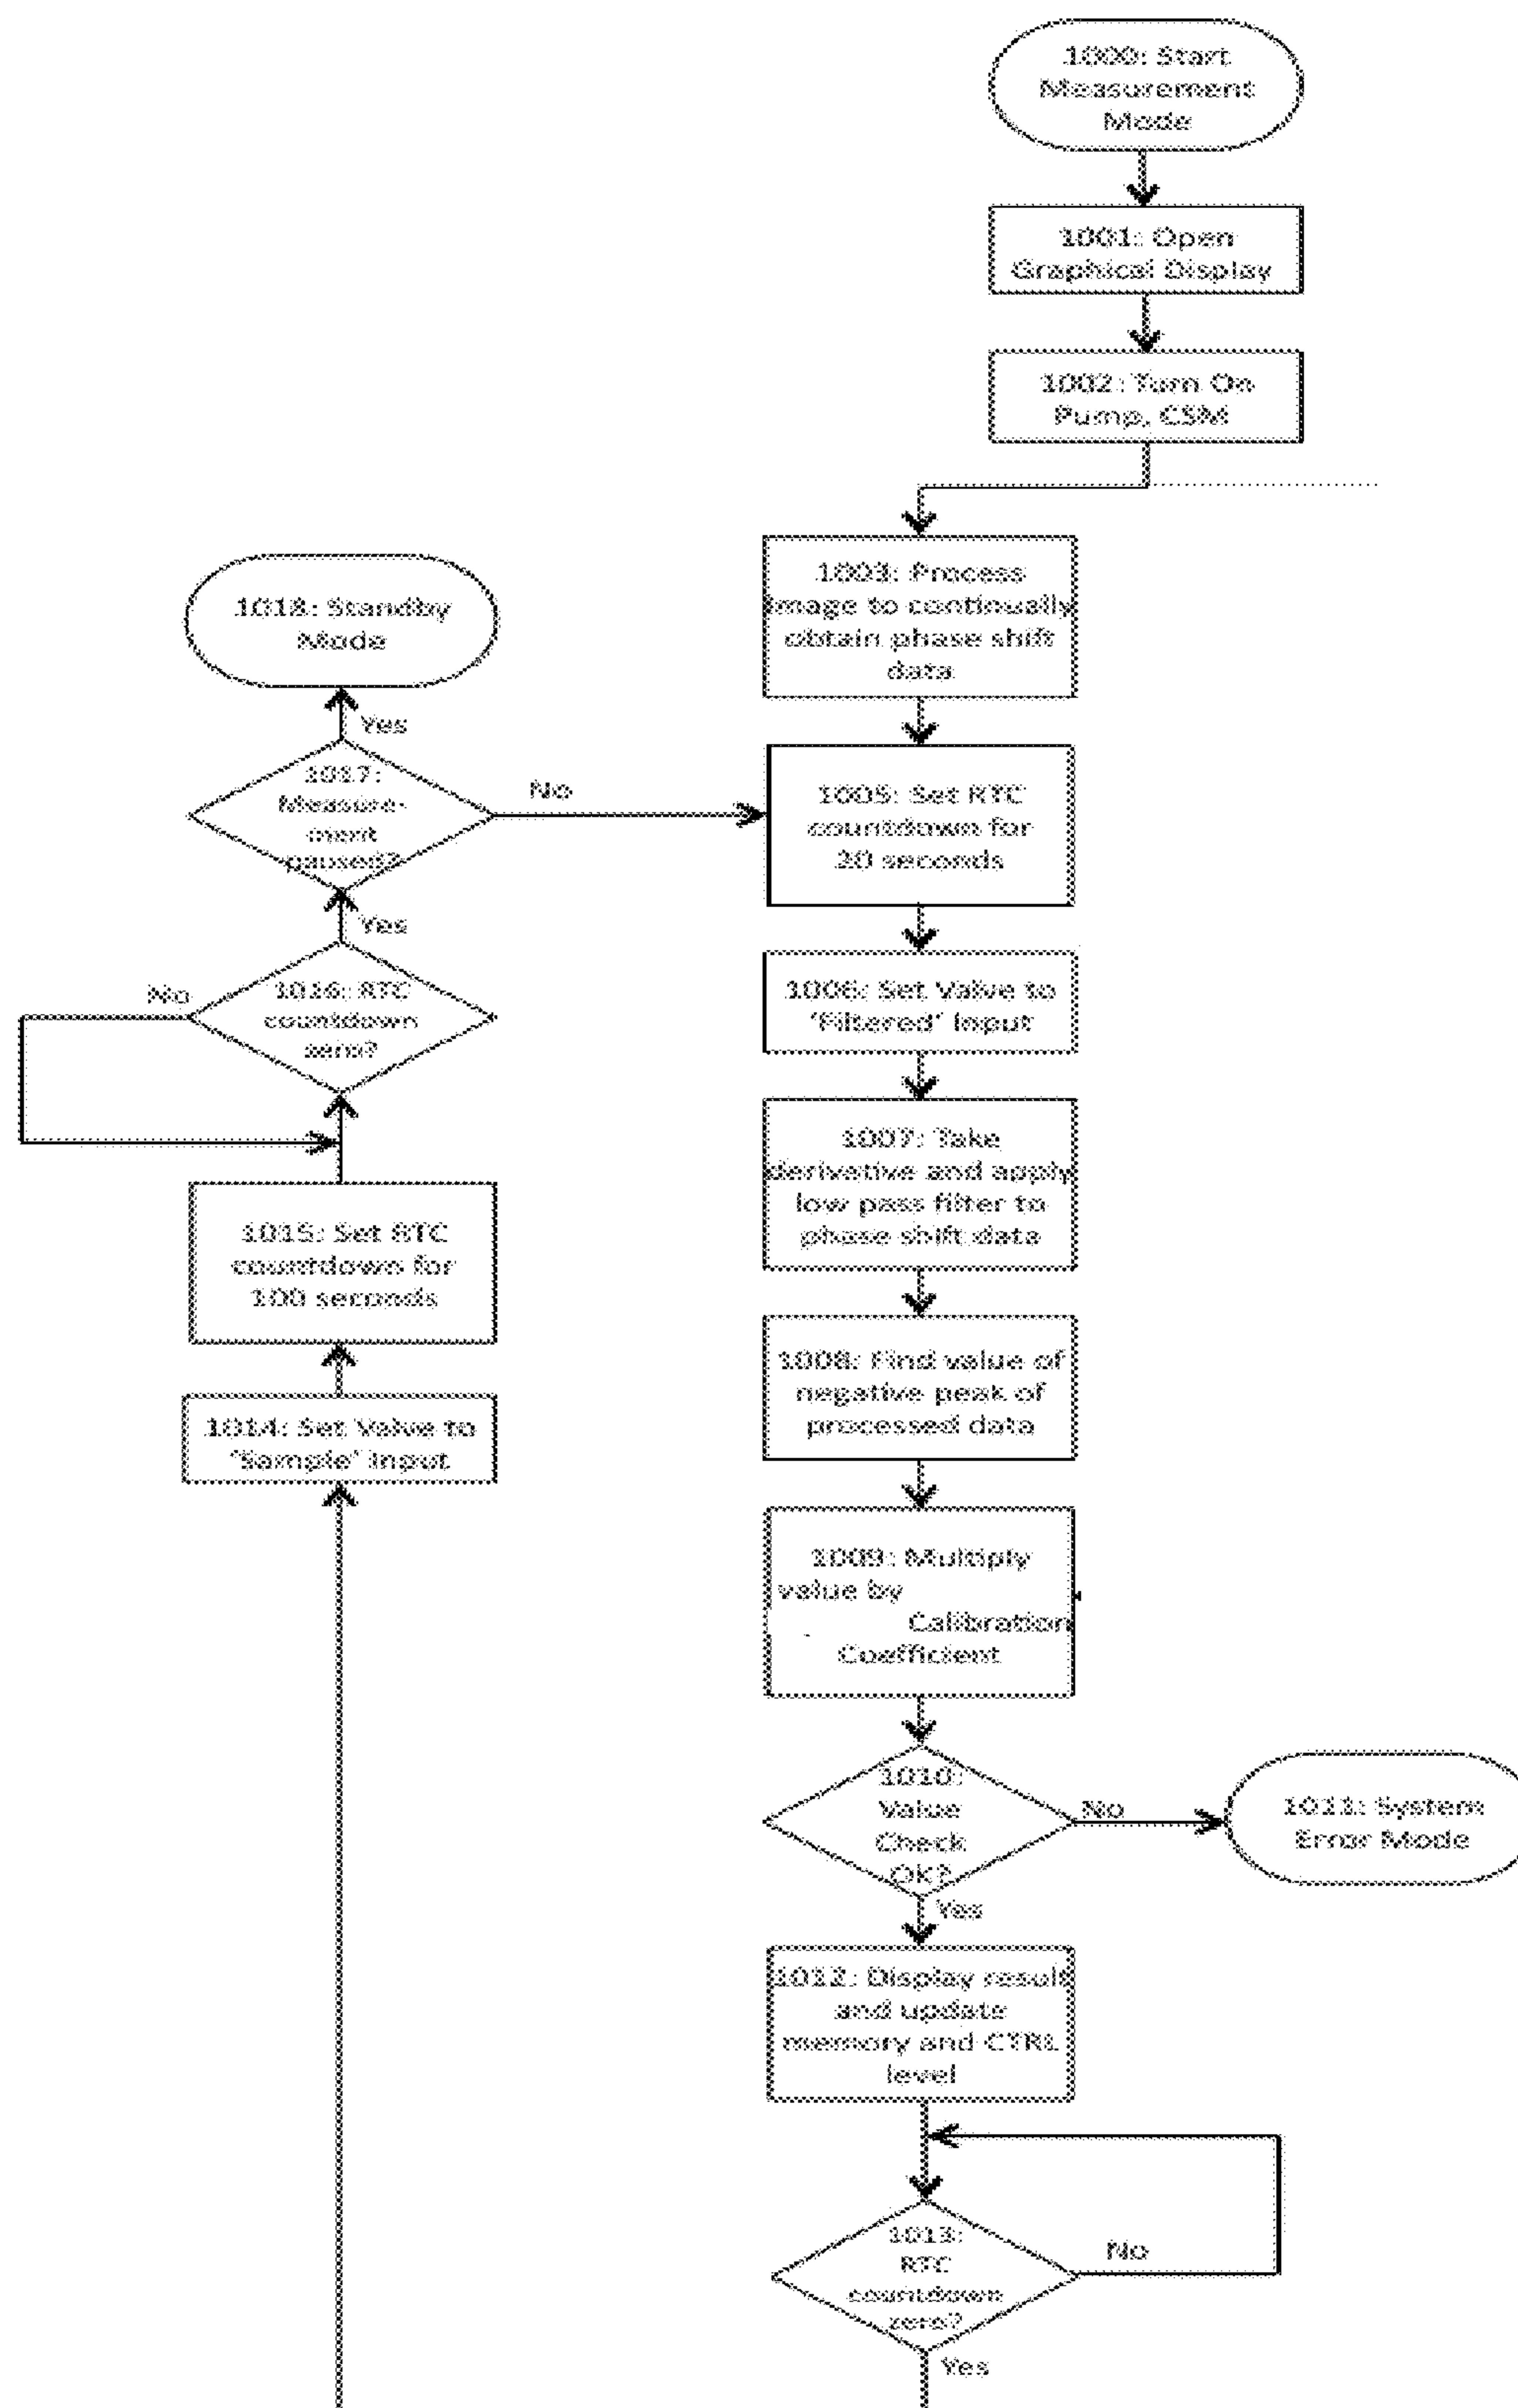 1000: Start
Measurement
Mode
1001: Open
Graphical Display
1002: Turn On
Pump, CSM
1003: Process
image to continually
obtain phase shift
data
1005: Set RTC
countdown for
20 seconds
1006: Set Valve to
'Filtered' Input
1007: Take
derivative and apply
low pass filter to
phase shift data
1008: Find value of
negative peak of
processed data
1009: Multiply
value by
Calibration
Coefficient
1010:
Value
Check
OK?
No
1011: System
Error Mode
Yes
1012: Display result
and update
memory and CTRL
level
1013:
RTC
countdown
zero?
No
Yes
1014: Set Valve to
'Sample' Input
1015: Set RTC
countdown for
100 seconds
1016: RTC
countdown
zero?
No
Yes
1017:
Measure-
ment
paused?
No
Yes
1018: Standby
Mode